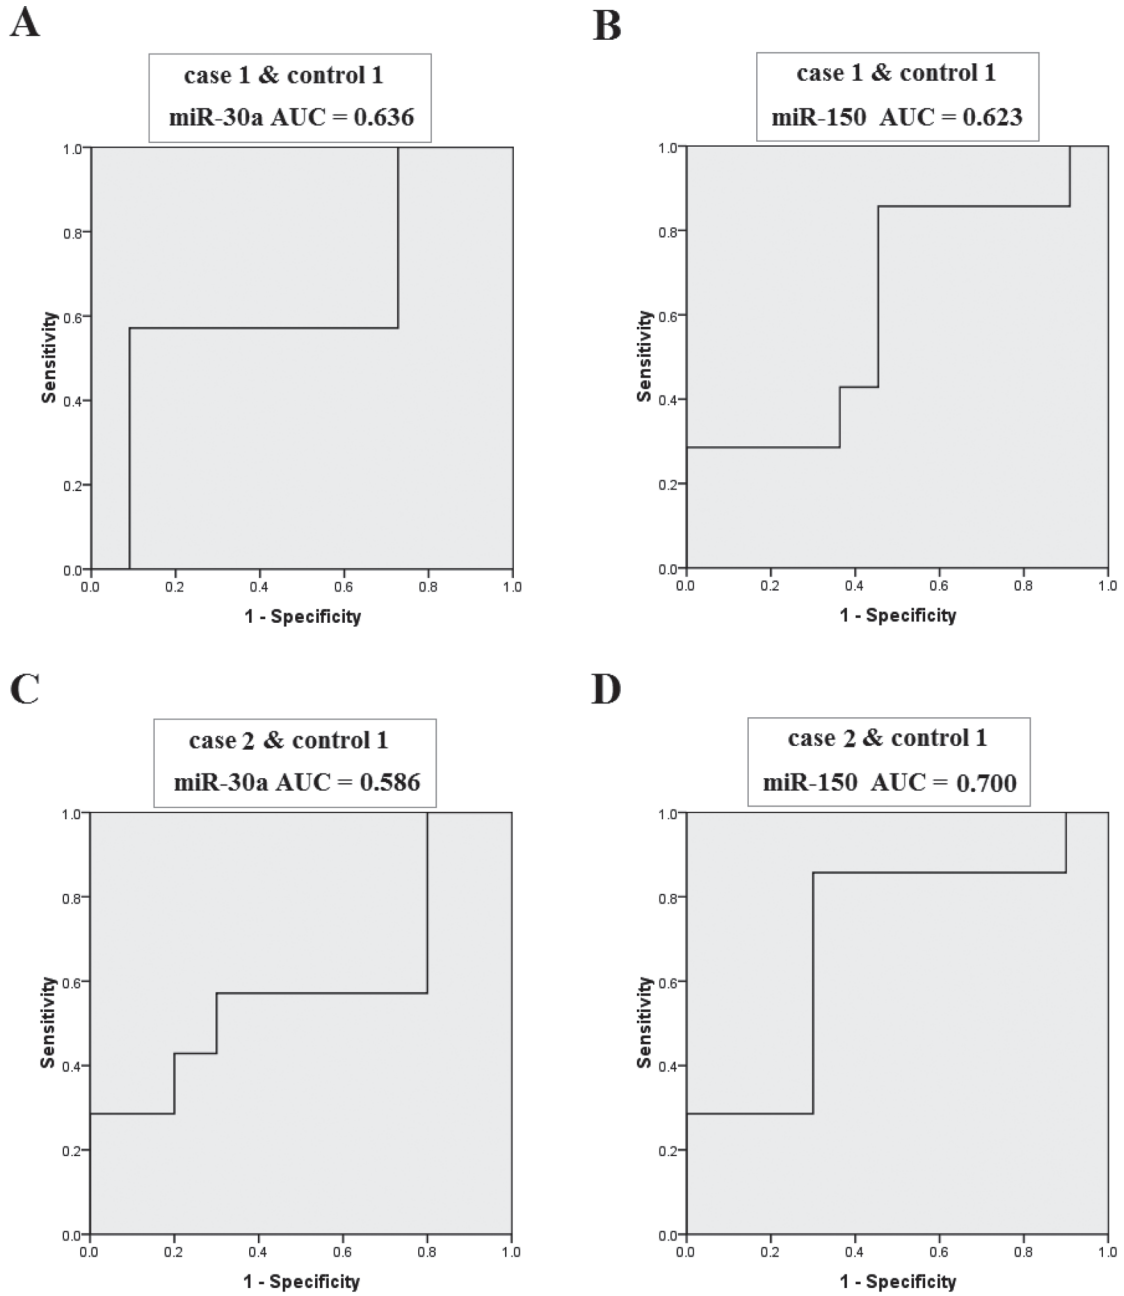 A
case 1 & control 1
miR-30a AUC = 0.636
1.0
0.8
0.6
0.4
0.2
0.0
Sensitivity
0.0 0.2 0.4 0.6 0.8 1.0
1 - Specificity
B
case 1 & control 1
miR-150 AUC = 0.623
1.0
0.8
0.6
0.4
0.2
0.0
Sensitivity
0.0 0.2 0.4 0.6 0.8 1.0
1 - Specificity
C
case 2 & control 1
miR-30a AUC = 0.586
1.0
0.8
0.6
0.4
0.2
0.0
Sensitivity
0.0 0.2 0.4 0.6 0.8 1.0
1 - Specificity
D
case 2 & control 1
miR-150 AUC = 0.700
1.0
0.8
0.6
0.4
0.2
0.0
Sensitivity
0.0 0.2 0.4 0.6 0.8 1.0
1 - Specificity